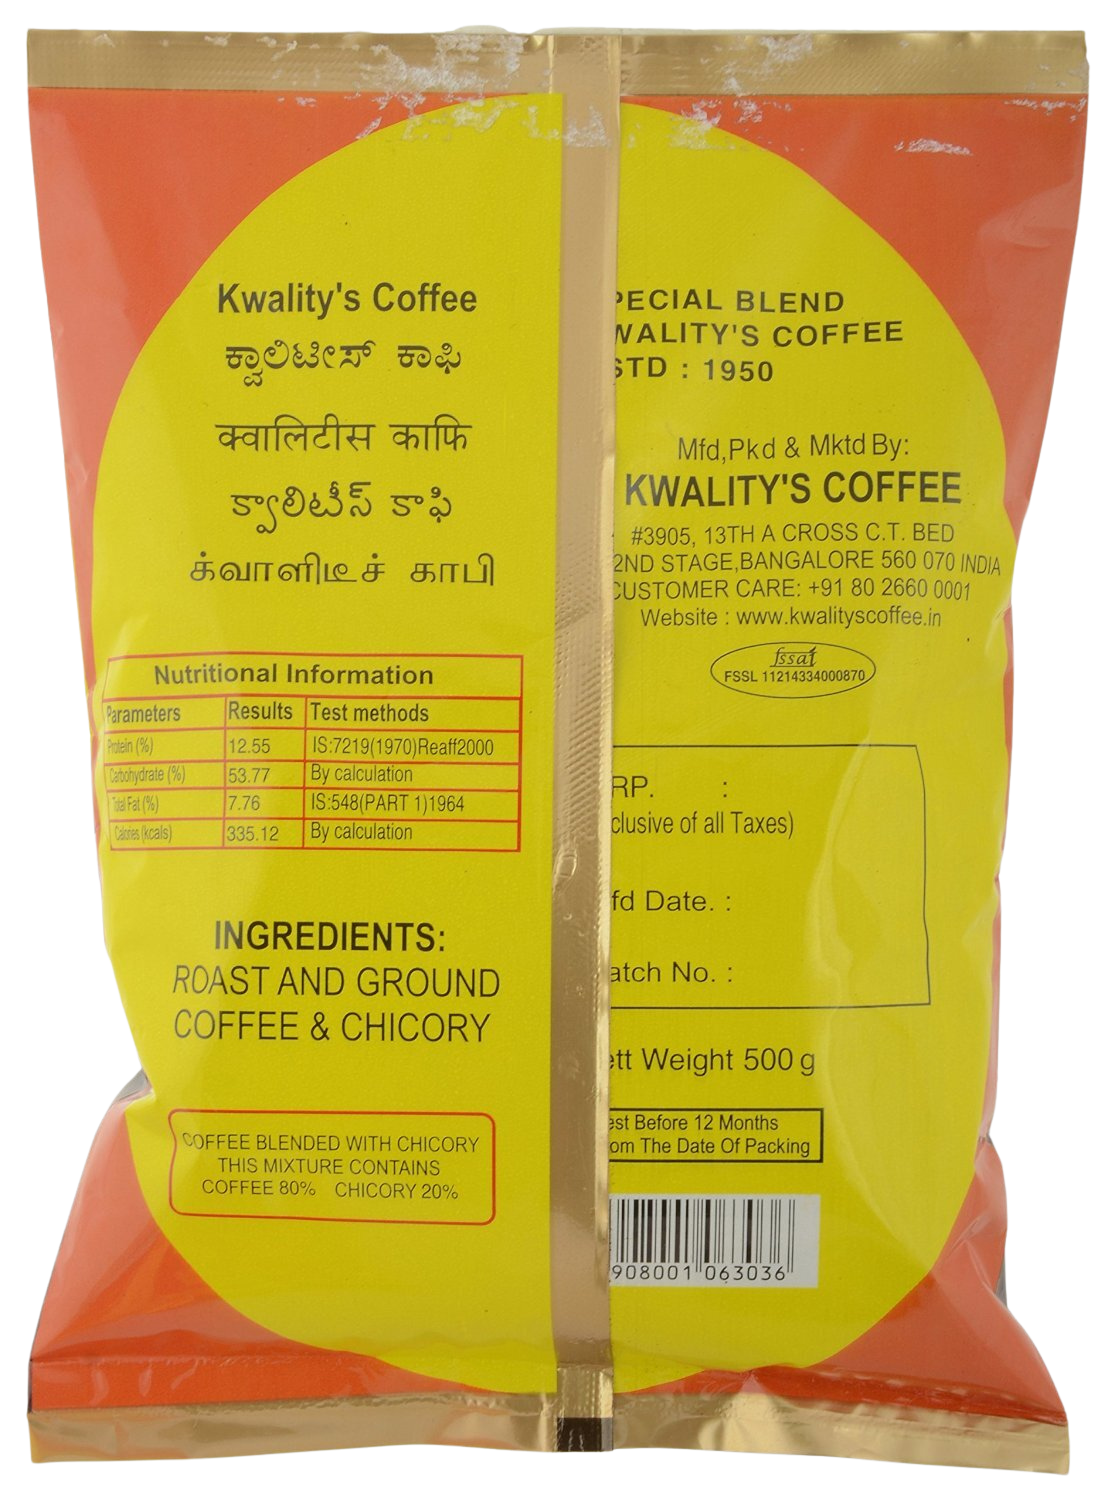 Kwality's Coffee
ಕ್ವಾಲಿಟೀಸ್ ಕಾಫಿ
क्वालिटीस काफि
క్వాలిటీస్ కాఫి
க்வாளிடீச் காபி
Nutritional Information
Parameters Results Test methods
Protein (%) 12.55 IS:7219(1970)Reaff2000
Carbohydrate (%) 53.77 By calculation
Total Fat (%) 7.76 IS:548(PART 1)1964
Calories (kcals) 335.12 By calculation
INGREDIENTS:
ROAST AND GROUND
COFFEE & CHICORY
COFFEE BLENDED WITH CHICORY
THIS MIXTURE CONTAINS
COFFEE 80% CHICORY 20%
PECIAL BLEND
WALITY'S COFFEE
STD : 1950
Mfd,Pkd & Mktd By:
KWALITY'S COFFEE
#3905, 13TH A CROSS C.T. BED
2ND STAGE,BANGALORE 560 070 INDIA
CUSTOMER CARE: +91 80 2660 0001
Website : www.kwalityscoffee.in
fssai
FSSL 11214334000870
RP. :
clusive of all Taxes)
fd Date. :
atch No. :
ett Weight 500 g
est Before 12 Months
om The Date Of Packing
908001 063036